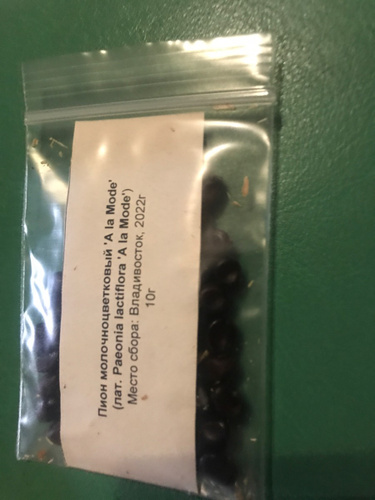 Пион молочноцветковый 'A la Mode'
(лат. Paeonia lactiflora 'A la Mode')
Место сбора: Владивосток, 2022г
10г